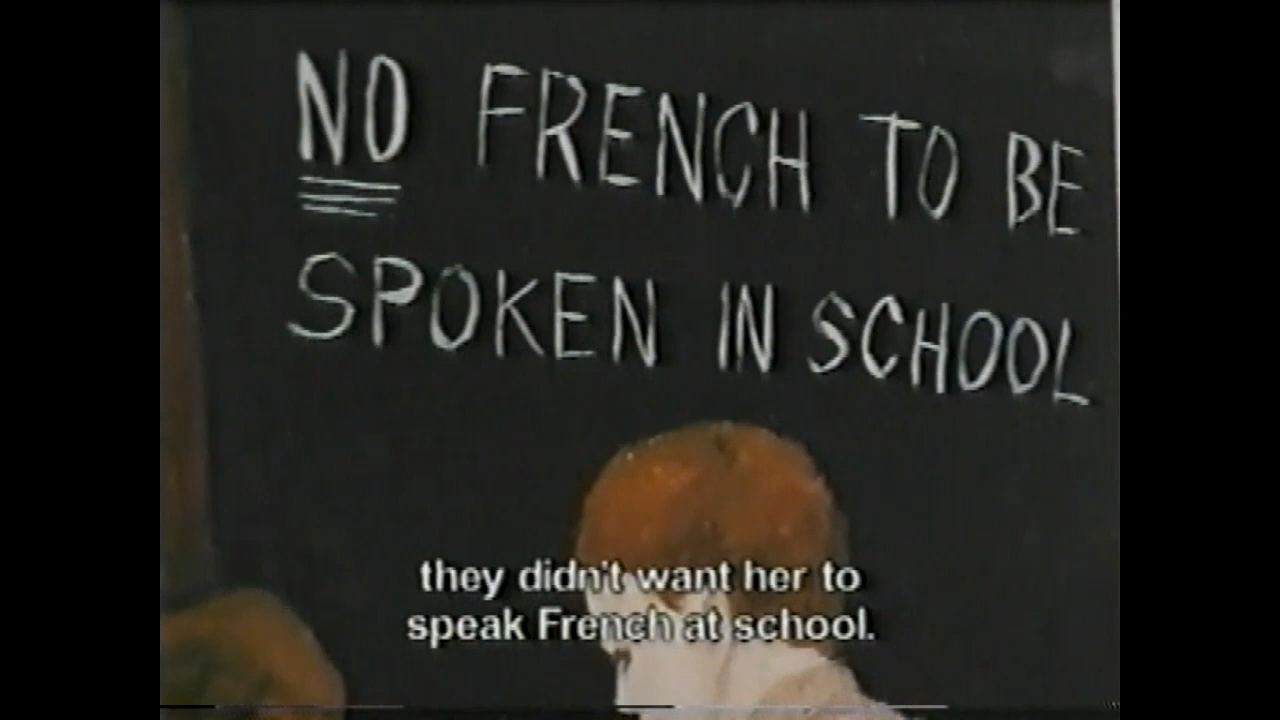 NO FRENCH TO BE
SPOKEN IN SCHOOL
they didn't want her to
speak French at school.